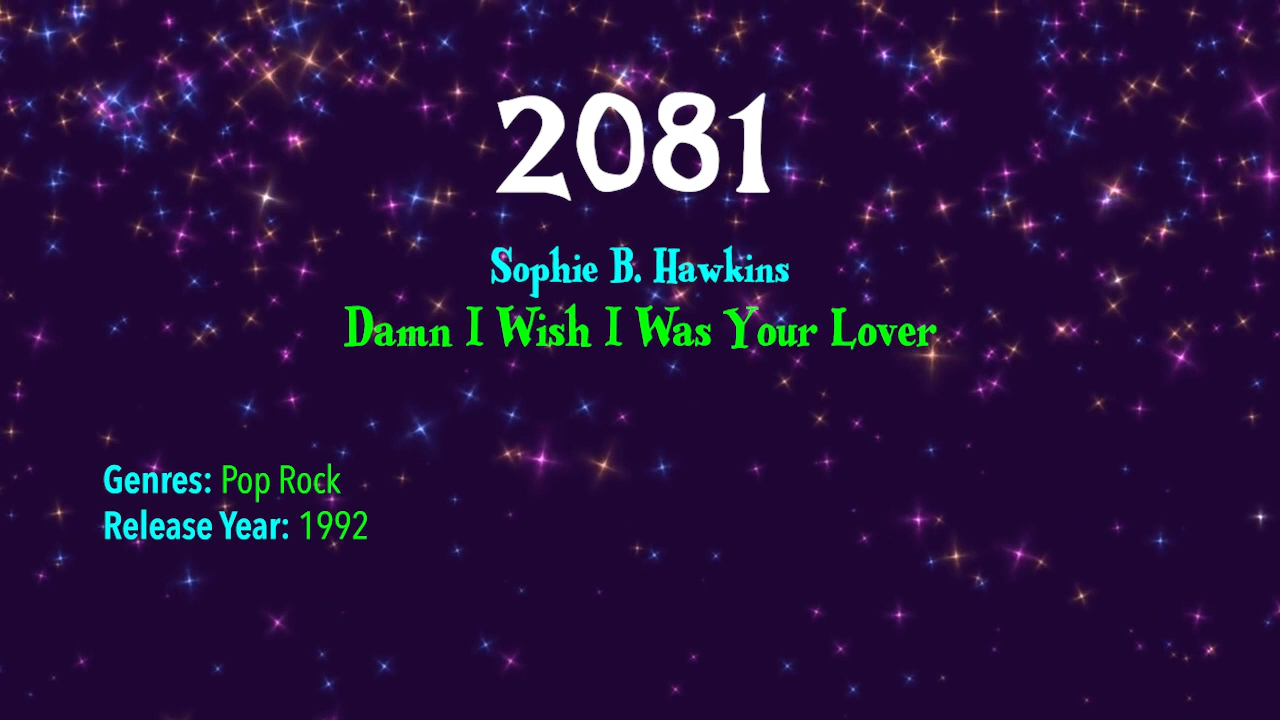 2081
Sophie B. Hawkins
Damn I Wish I Was Your Lover
Genres: Pop Rock
Release Year: 1992